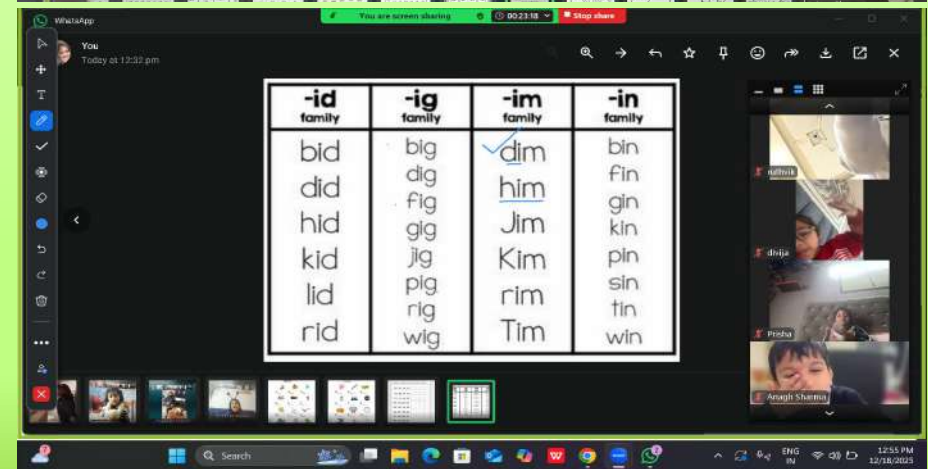 You are screen sharing 00:23:18 Stop share
WhatsApp
You
Today at 12:32 pm
-id -ig -im -in
family family family family
bid
did
hid
kid
lid
rid
big
dig
fig
gig
jig
pig
rig
wig
dim
him
Jim
Kim
rim
Tim
bin
fin
gin
kin
pin
sin
tin
win
ruthvik
divija
Prisha
Anagh Sharma
Search
ENG
IN
12:55 PM
12/18/2025